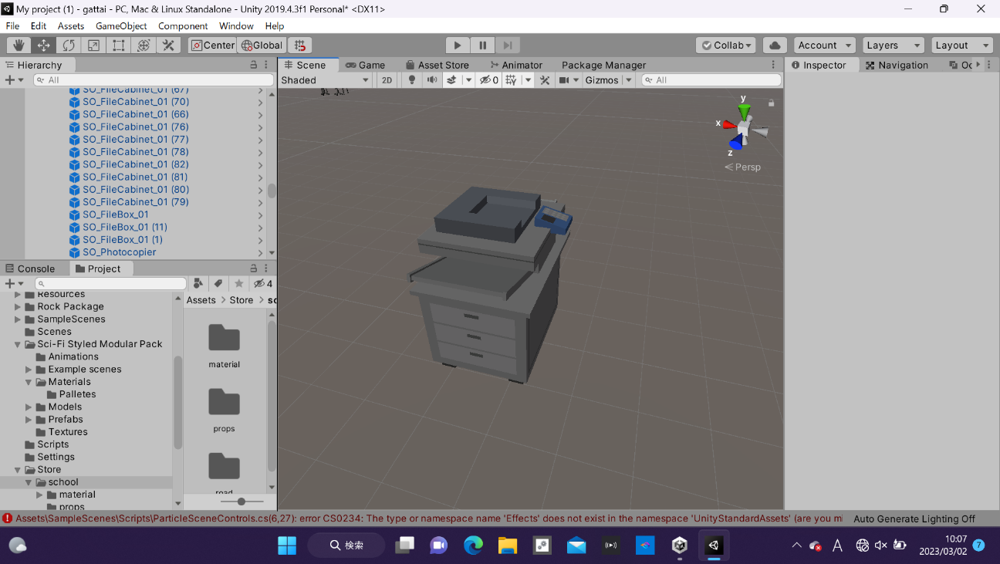 My project (1) - gattai - PC, Mac & Linux Standalone - Unity 2019.4.3f1 Personal* <DX11>
File Edit Assets GameObject Component Window Help
Center Global Collab Account Layers Layout
Hierarchy Scene Game Asset Store Animator Package Manager Inspector Navigation Oc
All Shaded 2D 0 Gizmos All
SO_FileCabinet_01 (67)
SO_FileCabinet_01 (70)
SO_FileCabinet_01 (66)
SO_FileCabinet_01 (76)
SO_FileCabinet_01 (77)
SO_FileCabinet_01 (78)
SO_FileCabinet_01 (82)
SO_FileCabinet_01 (81)
SO_FileCabinet_01 (80)
SO_FileCabinet_01 (79)
SO_FileBox_01
SO_FileBox_01 (11)
SO_FileBox_01 (1)
SO_Photocopier
y
x
z
Persp
Console Project
4
Resources
Rock Package
SampleScenes
Scenes
Sci-Fi Styled Modular Pack
Animations
Example scenes
Materials
Palletes
Models
Prefabs
Textures
Scripts
Settings
Store
school
material
props
Assets > Store > sc
material
props
road
Assets\SampleScenes\Scripts\ParticleSceneControls.cs(6,27): error CS0234: The type or namespace name 'Effects' does not exist in the namespace 'UnityStandardAssets' (are you mi
Auto Generate Lighting Off
検索
A
10:07
2023/03/02
7